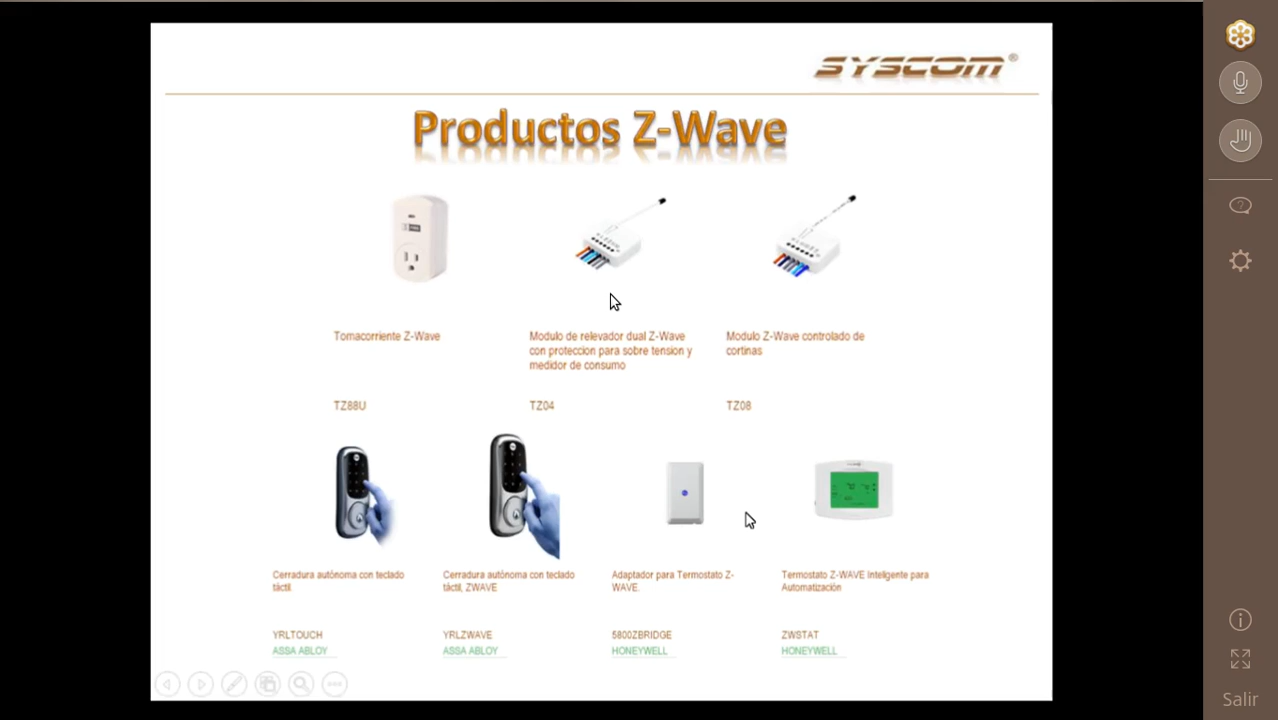 SYSCOM®
Productos Z-Wave
Tomacorriente Z-Wave
Modulo de relevador dual Z-Wave
con proteccion para sobre tension y
medidor de consumo
Modulo Z-Wave controlado de
cortinas
TZ88U
TZ04
TZ08
Cerradura autónoma con teclado
táctil
Cerradura autónoma con teclado
táctil, ZWAVE
Adaptador para Termostato Z-
WAVE.
Termostato Z-WAVE Inteligente para
Automatización
YRLTOUCH
ASSA ABLOY
YRLZWAVE
ASSA ABLOY
5800ZBRIDGE
HONEYWELL
ZWSTAT
HONEYWELL
Salir